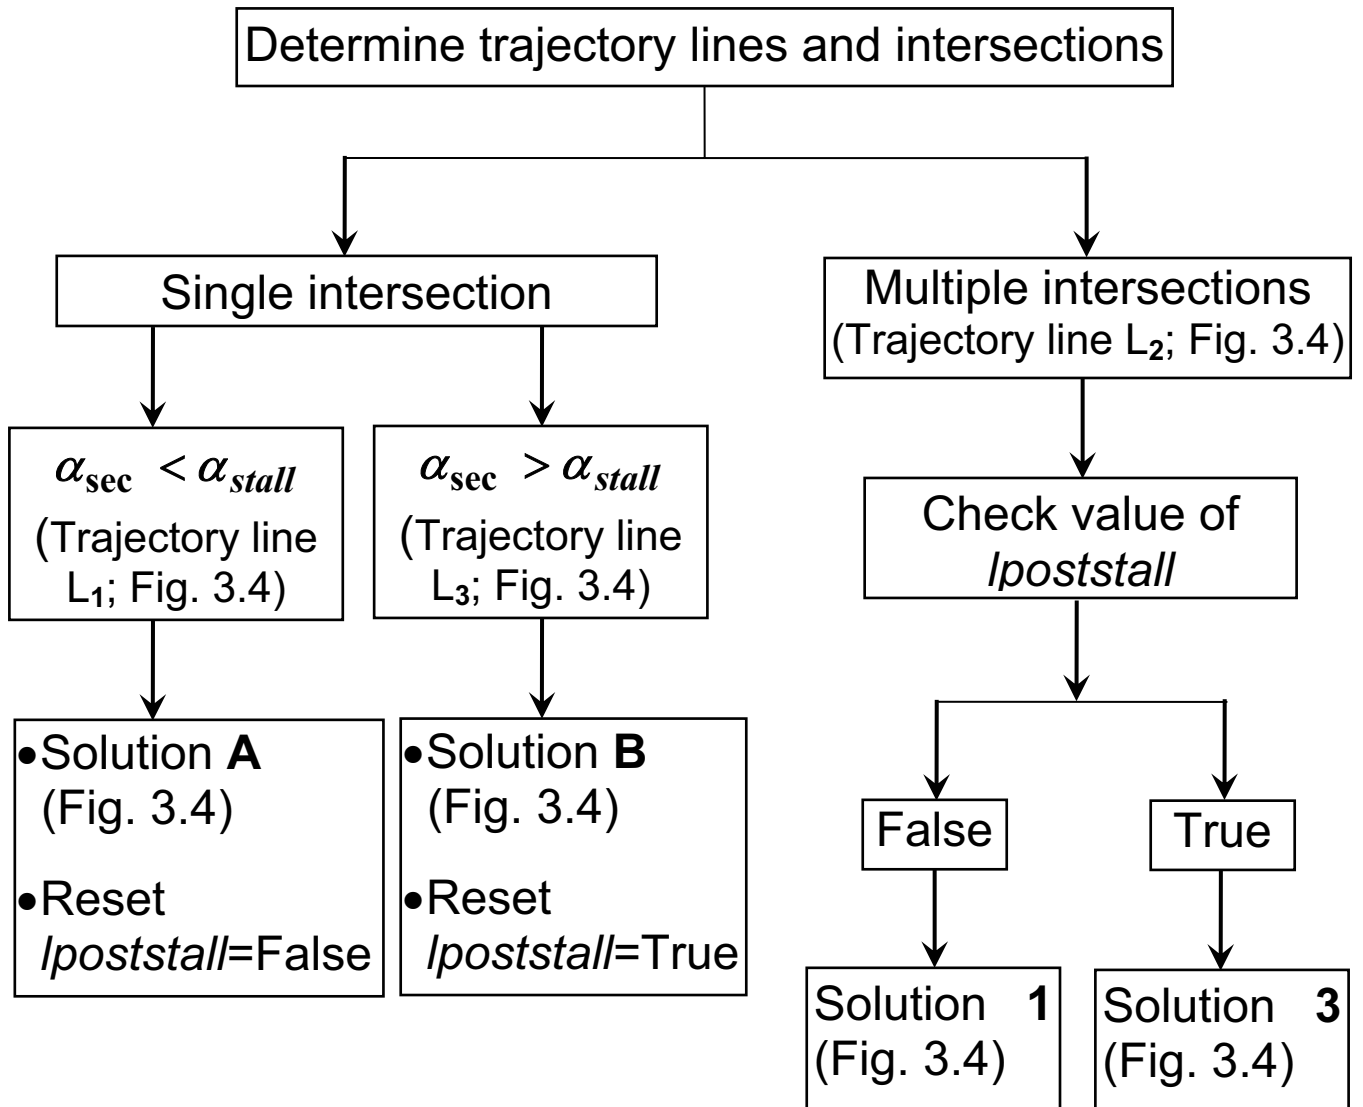 Determine trajectory lines and intersections
Single intersection
Multiple intersections
(Trajectory line L2; Fig. 3.4)
αsec < αstall
(Trajectory line
L1; Fig. 3.4)
αsec > αstall
(Trajectory line
L3; Fig. 3.4)
Check value of
lpoststall
•Solution A
(Fig. 3.4)
•Reset
lpoststall=False
•Solution B
(Fig. 3.4)
•Reset
lpoststall=True
False
True
Solution 1
(Fig. 3.4)
Solution 3
(Fig. 3.4)